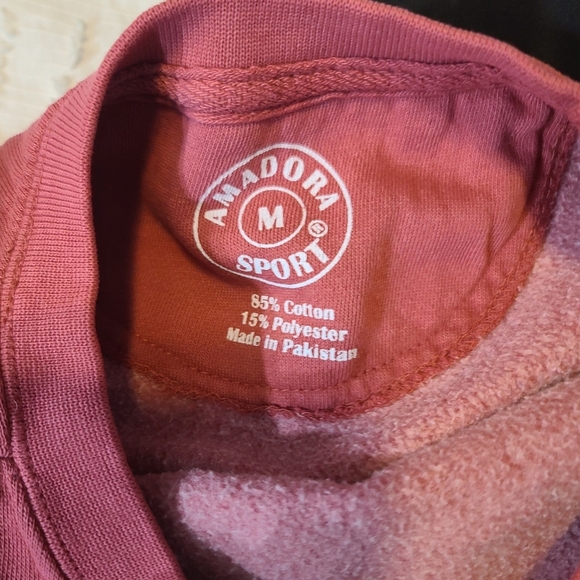 AMADORA
M
SPORT®
85% Cotton
15% Polyester
Made in Pakistan